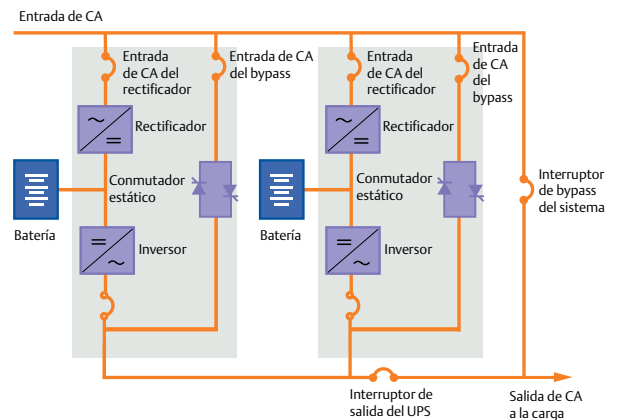 Entrada de CA
Entrada
de CA del
rectificador
Entrada de CA
del bypass
Entrada
de CA del
rectificador
Entrada
de CA
del
bypass
Rectificador
Rectificador
Conmutador
estático
Conmutador
estático
Interruptor
de bypass
del sistema
Batería
Inversor
Batería
Inversor
Interruptor de
salida del UPS
Salida de CA
a la carga